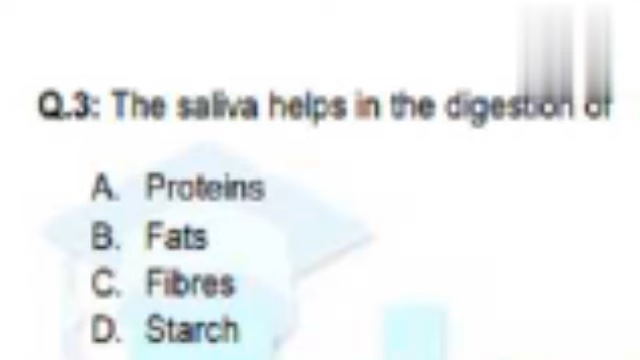 Q.3: The saliva helps in the digestion of
A. Proteins
B. Fats
C. Fibres
D. Starch